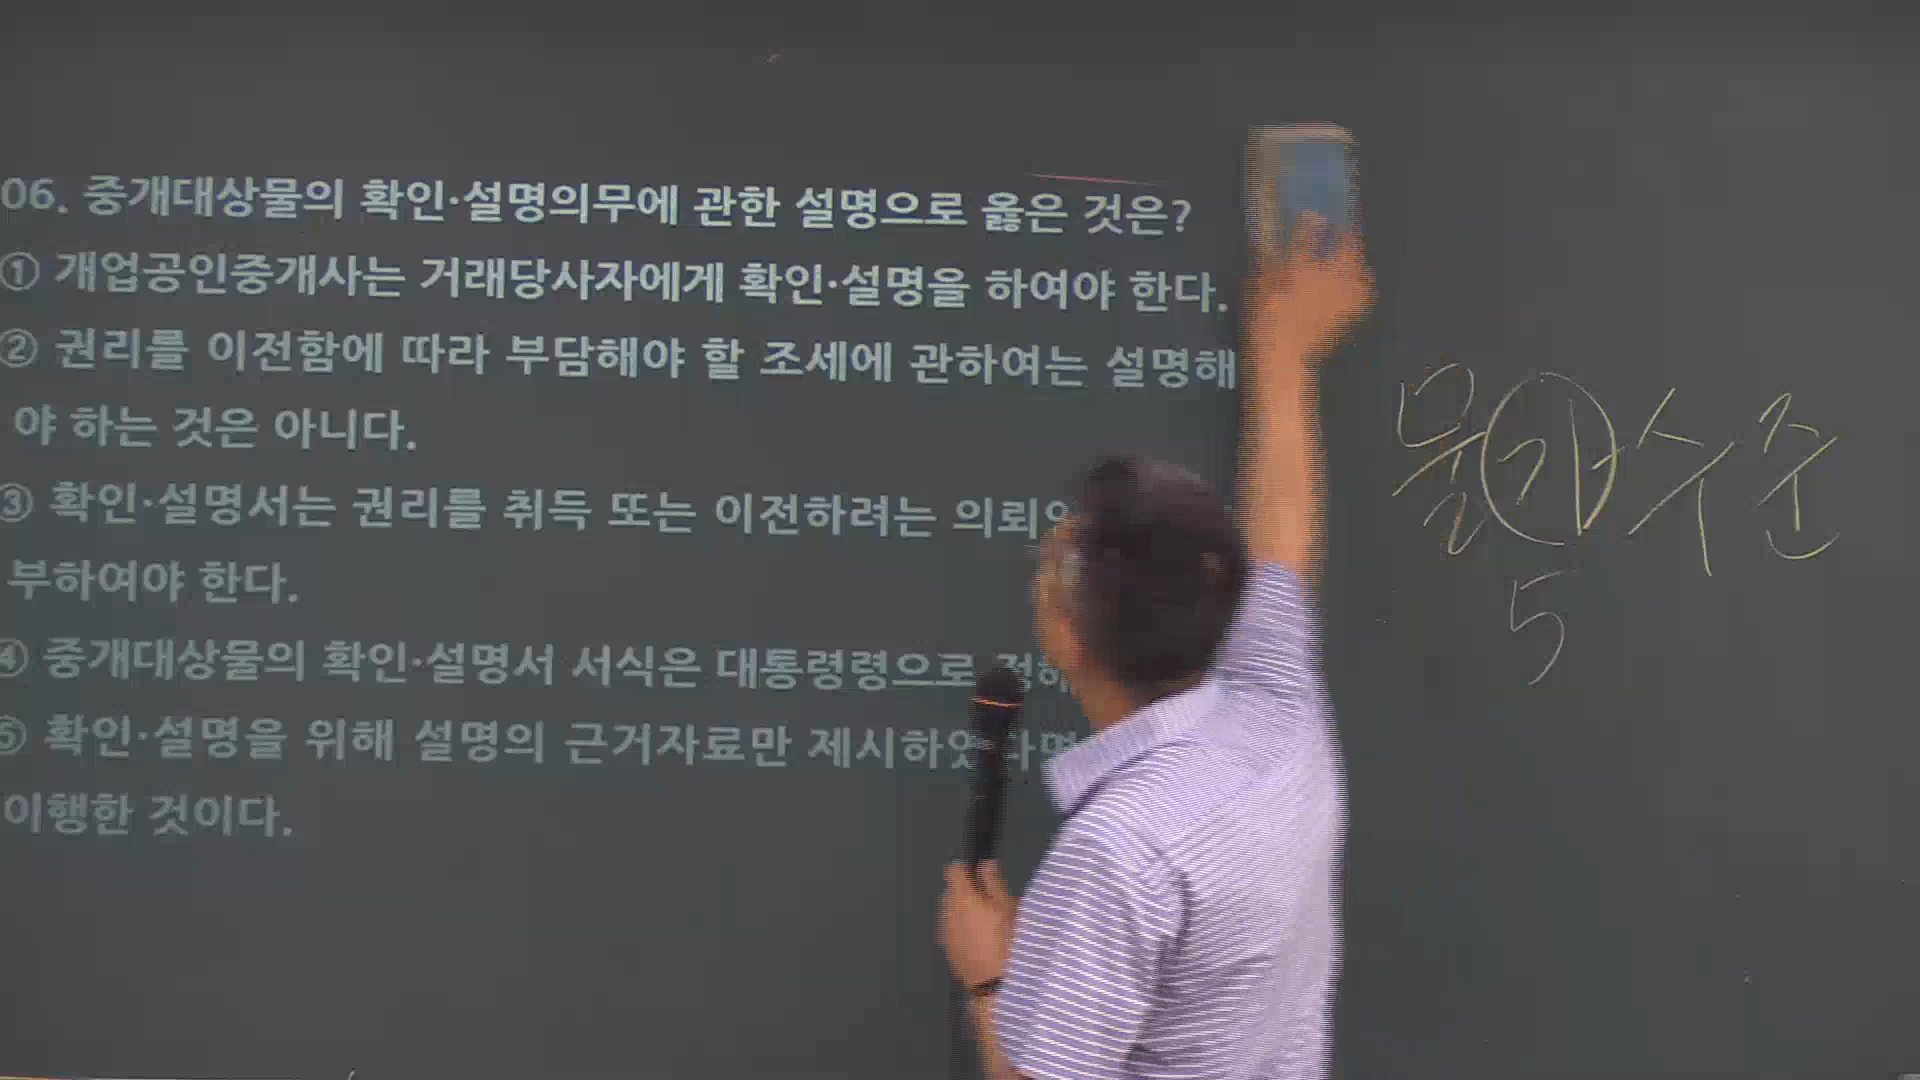 06. 중개대상물의 확인·설명의무에 관한 설명으로 옳은 것은?
① 개업공인중개사는 거래당사자에게 확인·설명을 하여야 한다.
② 권리를 이전함에 따라 부담해야 할 조세에 관하여는 설명해
야 하는 것은 아니다.
③ 확인·설명서는 권리를 취득 또는 이전하려는 의뢰
부하여야 한다.
④ 중개대상물의 확인·설명서 서식은 대통령령으로 정해
⑤ 확인·설명을 위해 설명의 근거자료만 제시하였다면
이행한 것이다.
물가수준
5